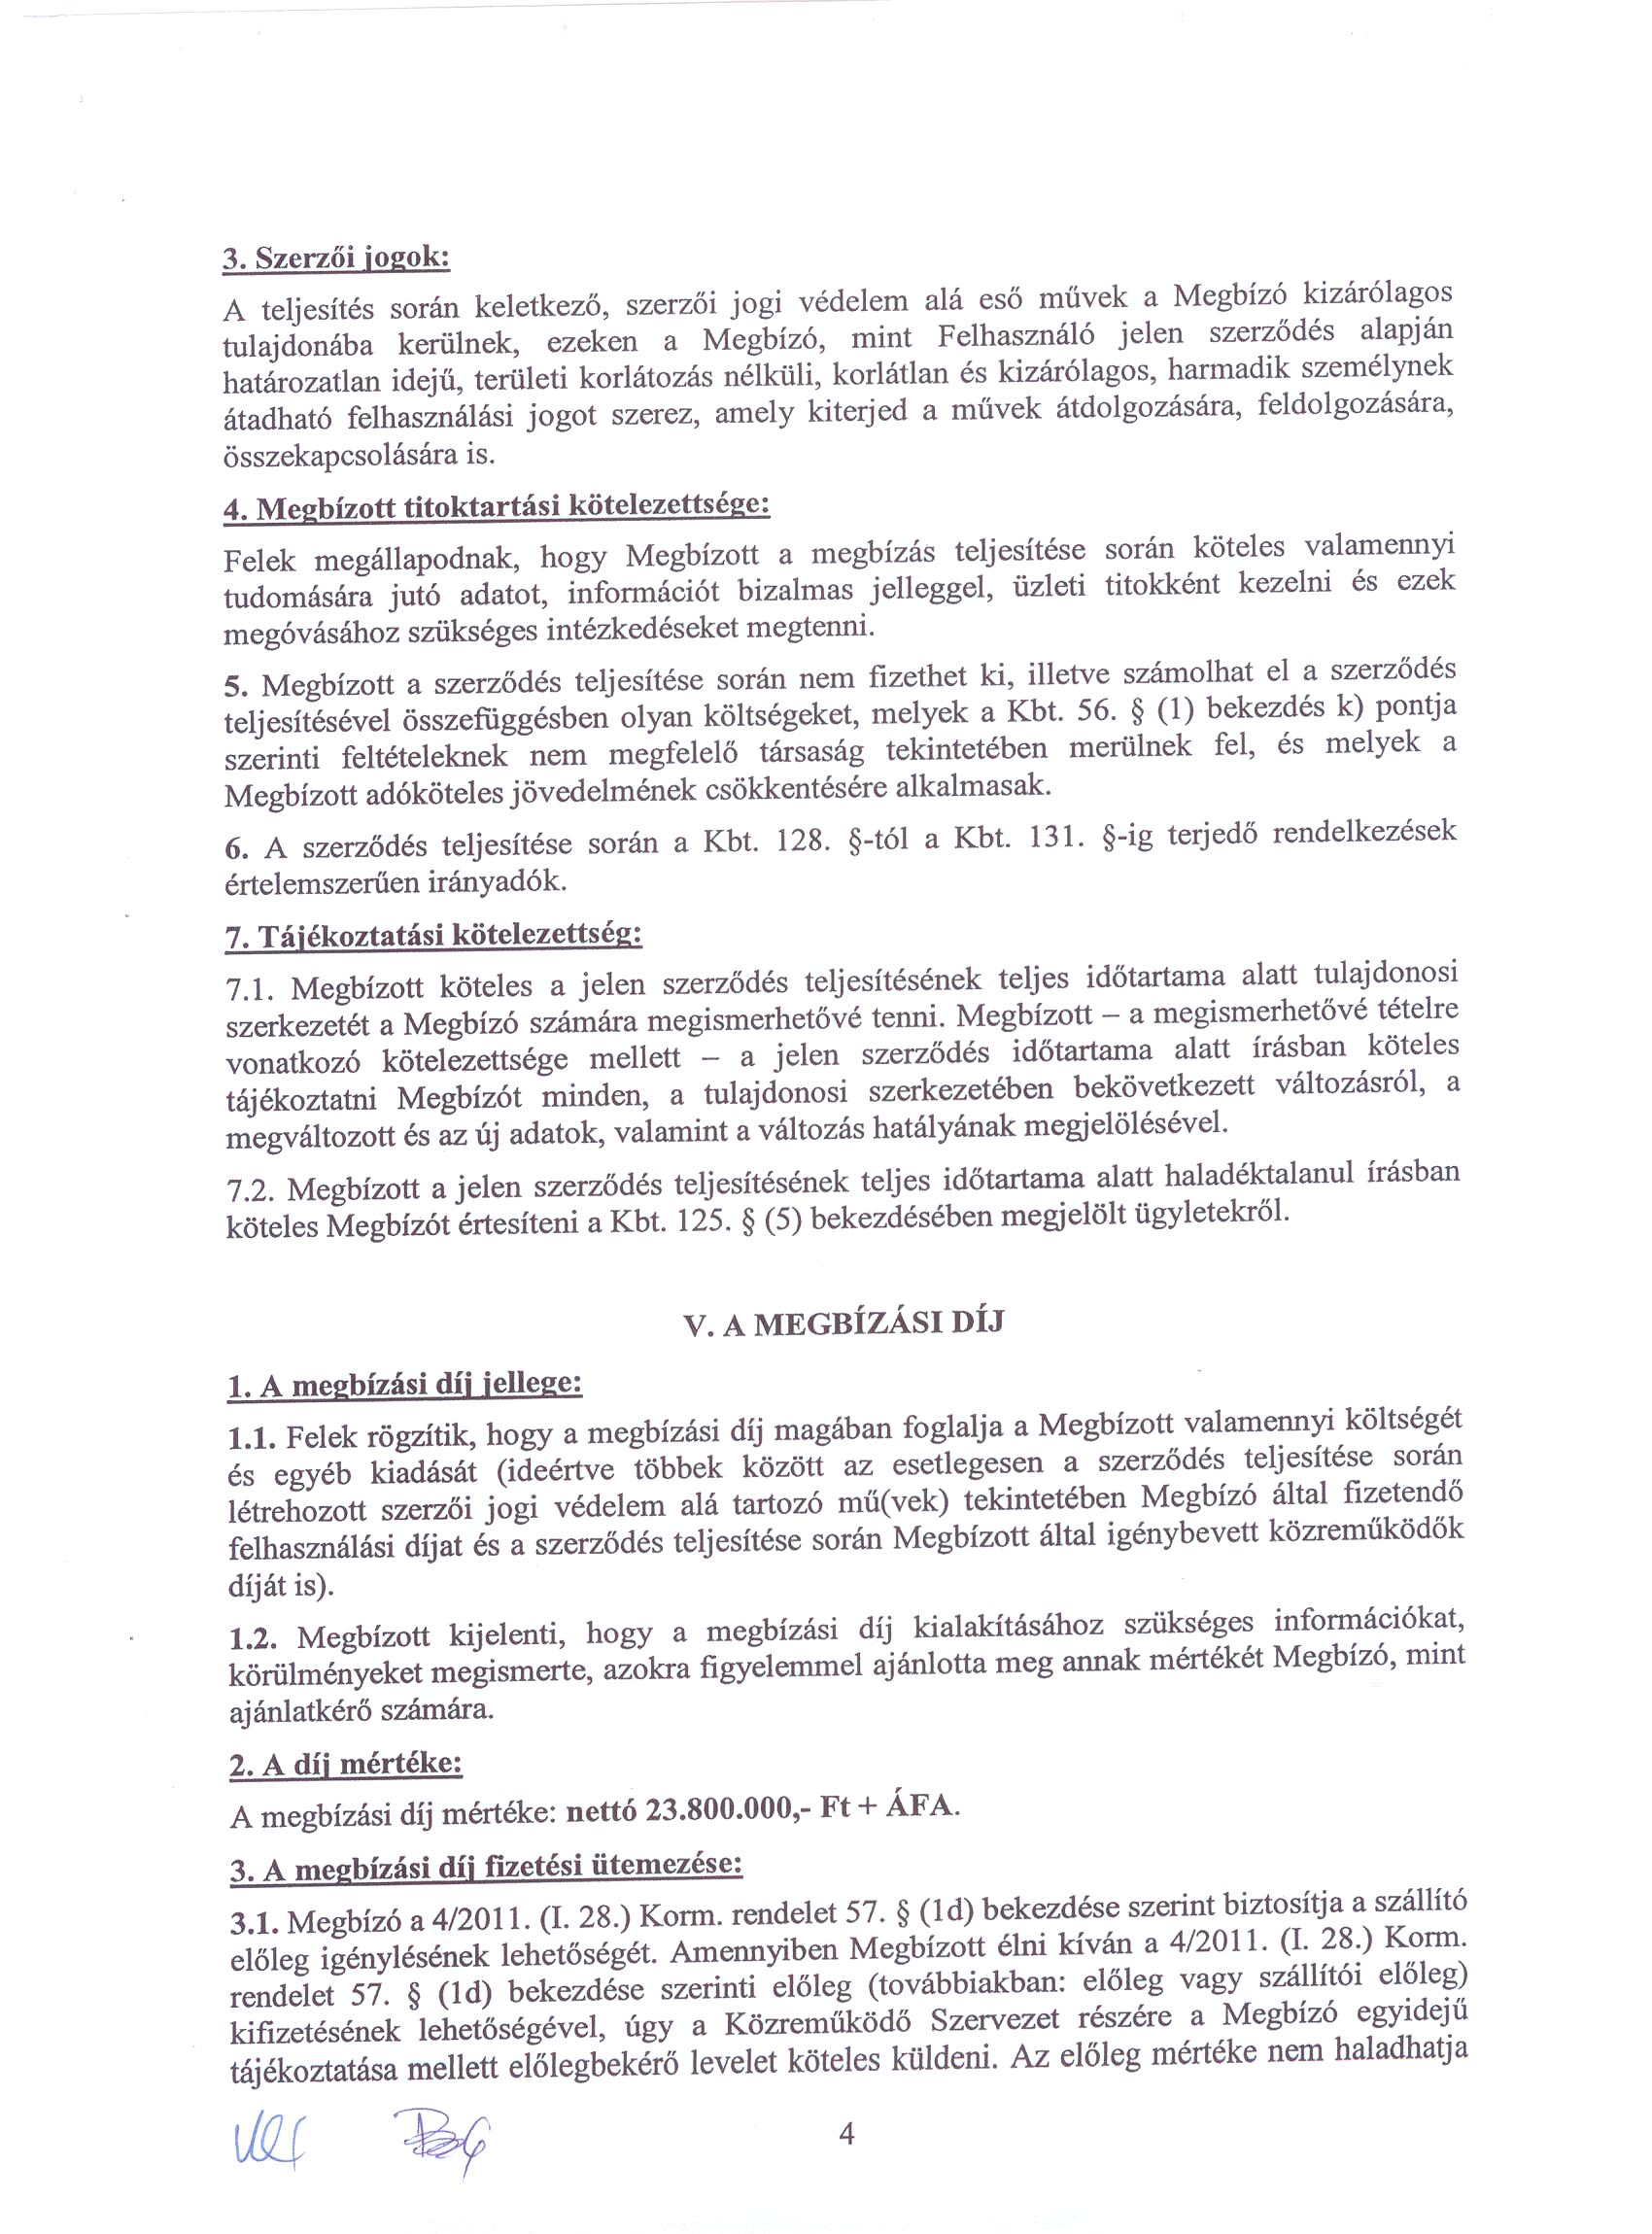 3. Szerzői jogok:
A teljesítés során keletkező, szerzői jogi védelem alá eső művek a Megbízó kizárólagos
tulajdonába kerülnek, ezeken a Megbízó, mint Felhasználó jelen szerződés alapján
határozatlan idejű, területi korlátozás nélküli, korlátlan és kizárólagos, harmadik személynek
átadható felhasználási jogot szerez, amely kiterjed a művek átdolgozására, feldolgozására,
összekapcsolására is.
4. Megbízott titoktartási kötelezettsége:
Felek megállapodnak, hogy Megbízott a megbízás teljesítése során köteles valamennyi
tudomására jutó adatot, információt bizalmas jelleggel, üzleti titokként kezelni és ezek
megóvásához szükséges intézkedéseket megtenni.
5. Megbízott a szerződés teljesítése során nem fizethet ki, illetve számolhat el a szerződés
teljesítésével összefüggésben olyan költségeket, melyek a Kbt. 56. § (1) bekezdés k) pontja
szerinti feltételeknek nem megfelelő társaság tekintetében merülnek fel, és melyek a
Megbízott adóköteles jövedelmének csökkentésére alkalmasak.
6. A szerződés teljesítése során a Kbt. 128. §-tól a Kbt. 131. §-ig terjedő rendelkezések
értelemszerűen irányadók.
7. Tájékoztatási kötelezettség:
7.1. Megbízott köteles a jelen szerződés teljesítésének teljes időtartama alatt tulajdonosi
szerkezetét a Megbízó számára megismerhetővé tenni. Megbízott – a megismerhetővé tételre
vonatkozó kötelezettsége mellett – a jelen szerződés időtartama alatt írásban köteles
tájékoztatni Megbízót minden, a tulajdonosi szerkezetében bekövetkezett változásról, a
megváltozott és az új adatok, valamint a változás hatályának megjelölésével.
7.2. Megbízott a jelen szerződés teljesítésének teljes időtartama alatt haladéktalanul írásban
köteles Megbízót értesíteni a Kbt. 125. § (5) bekezdésében megjelölt ügyletekről.
V. A MEGBÍZÁSI DÍJ
1. A megbízási díj jellege:
1.1. Felek rögzítik, hogy a megbízási díj magában foglalja a Megbízott valamennyi költségét
és egyéb kiadását (ideértve többek között az esetlegesen a szerződés teljesítése során
létrehozott szerzői jogi védelem alá tartozó mű(vek) tekintetében Megbízó által fizetendő
felhasználási díjat és a szerződés teljesítése során Megbízott által igénybevett közreműködők
díját is).
1.2. Megbízott kijelenti, hogy a megbízási díj kialakításához szükséges információkat,
körülményeket megismerte, azokra figyelemmel ajánlotta meg annak mértékét Megbízó, mint
ajánlatkérő számára.
2. A díj mértéke:
A megbízási díj mértéke: nettó 23.800.000,- Ft + ÁFA.
3. A megbízási díj fizetési ütemezése:
3.1. Megbízó a 4/2011. (I. 28.) Korm. rendelet 57. § (1d) bekezdése szerint biztosítja a szállító
előleg igénylésének lehetőségét. Amennyiben Megbízott élni kíván a 4/2011. (I. 28.) Korm.
rendelet 57. § (1d) bekezdése szerinti előleg (továbbiakban: előleg vagy szállítói előleg)
kifizetésének lehetőségével, úgy a Közreműködő Szervezet részére a Megbízó egyidejű
tájékoztatása mellett előlegbekérő levelet köteles küldeni. Az előleg mértéke nem haladhatja
4